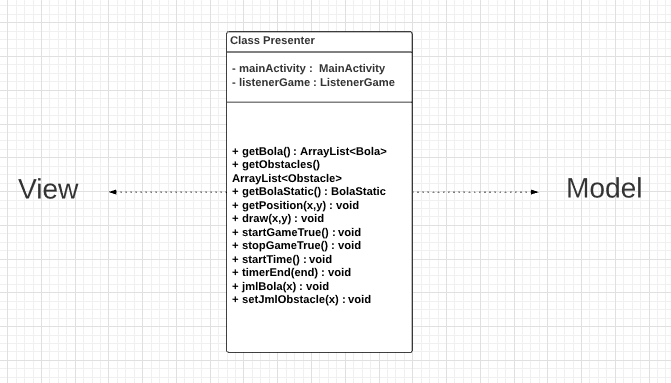 Class Presenter
- mainActivity : MainActivity
- listenerGame : ListenerGame
+ getBola() : ArrayList<Bola>
+ getObstacles()
ArrayList<Obstacle>
+ getBolaStatic() : BolaStatic
+ getPosition(x,y) : void
+ draw(x,y) : void
+ startGameTrue() : void
+ stopGameTrue() : void
+ startTime() : void
+ timerEnd(end) : void
+ jmlBola(x) : void
+ setJmlObstacle(x) : void
View
Model